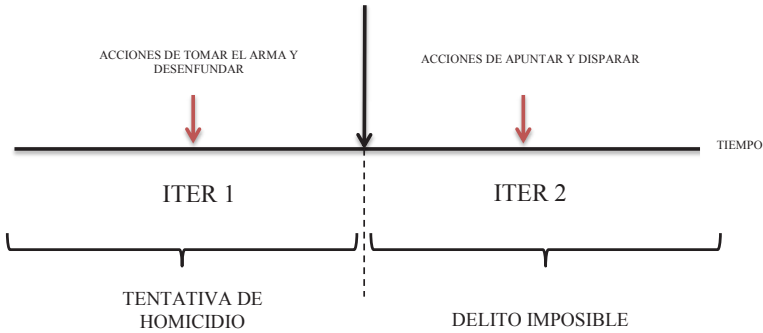 ACCIONES DE TOMAR EL ARMA Y
DESENFUNDAR
ACCIONES DE APUNTAR Y DISPARAR
TIEMPO
ITER 1
ITER 2
TENTATIVA DE
HOMICIDIO
DELITO IMPOSIBLE